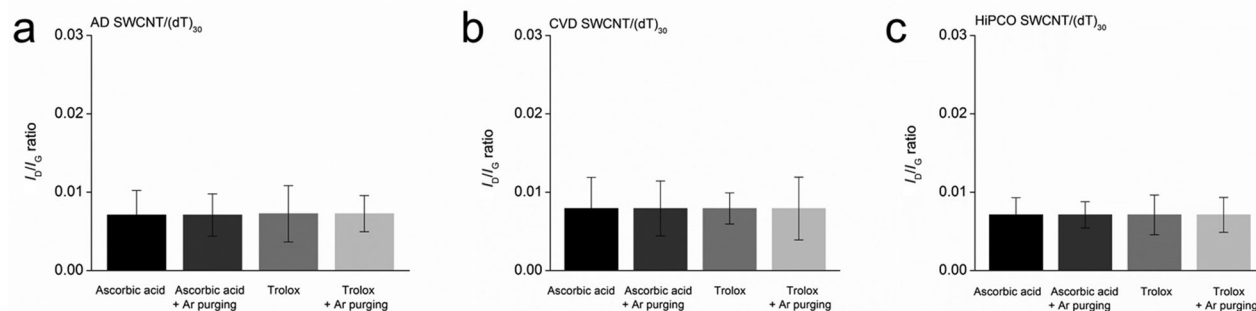 a
AD SWCNT/(dT)30
0.03
0.02
0.01
0.00
ID/IG ratio
Ascorbic acid
Ascorbic acid
+ Ar purging
Trolox
Trolox
+ Ar purging
b
CVD SWCNT/(dT)30
0.03
0.02
0.01
0.00
ID/IG ratio
Ascorbic acid
Ascorbic acid
+ Ar purging
Trolox
Trolox
+ Ar purging
c
HiPCO SWCNT/(dT)30
0.03
0.02
0.01
0.00
ID/IG ratio
Ascorbic acid
Ascorbic acid
+ Ar purging
Trolox
Trolox
+ Ar purging